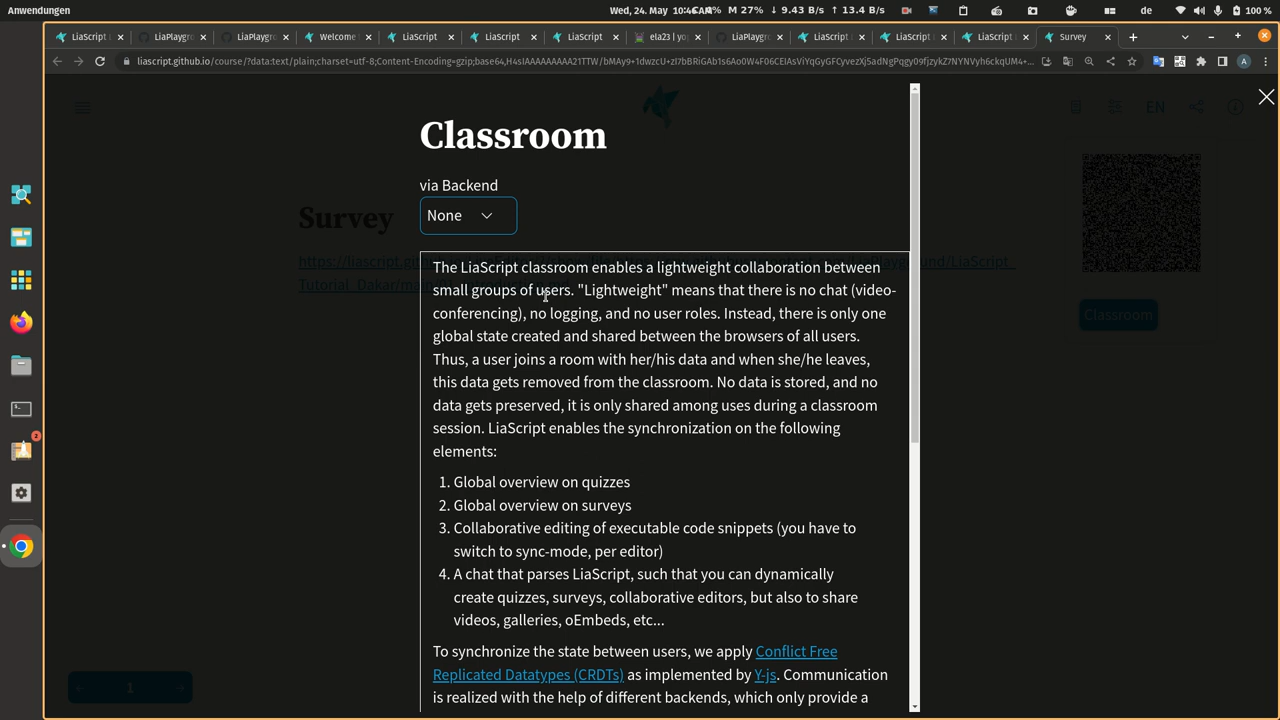 Anwendungen
Wed, 24. May
M 27% ↓ 9.43 B/s ↑ 13.4 B/s
de
100 %
LiaScript
LiaPlaygr
LiaPlaygr
Welcome
LiaScript
LiaScript
LiaScript
ela23 | yo
LiaPlaygr
LiaScript
LiaScript
LiaScript
Survey
EN
Classroom
via Backend
None
Survey
The LiaScript classroom enables a lightweight collaboration between
small groups of users. "Lightweight" means that there is no chat (video-
conferencing), no logging, and no user roles. Instead, there is only one
global state created and shared between the browsers of all users.
Thus, a user joins a room with her/his data and when she/he leaves,
this data gets removed from the classroom. No data is stored, and no
data gets preserved, it is only shared among uses during a classroom
session. LiaScript enables the synchronization on the following
elements:
1. Global overview on quizzes
2. Global overview on surveys
3. Collaborative editing of executable code snippets (you have to
switch to sync-mode, per editor)
4. A chat that parses LiaScript, such that you can dynamically
create quizzes, surveys, collaborative editors, but also to share
videos, galleries, oEmbeds, etc...
To synchronize the state between users, we apply Conflict Free
Replicated Datatypes (CRDTs) as implemented by Y-js. Communication
is realized with the help of different backends, which only provide a
Classroom
1